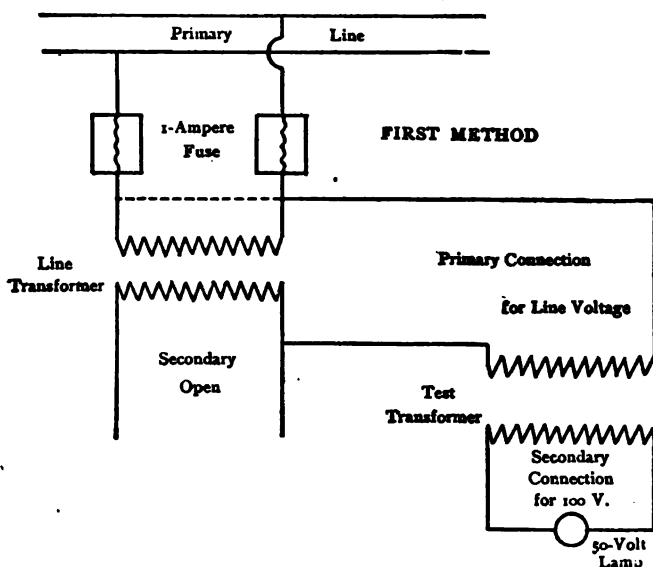 Primary Line
1-Ampere
Fuse
FIRST METHOD
Line
Transformer
Primary Connection
for Line Voltage
Secondary
Open
Test
Transformer
Secondary
Connection
for 100 V.
50-Volt
Lamp